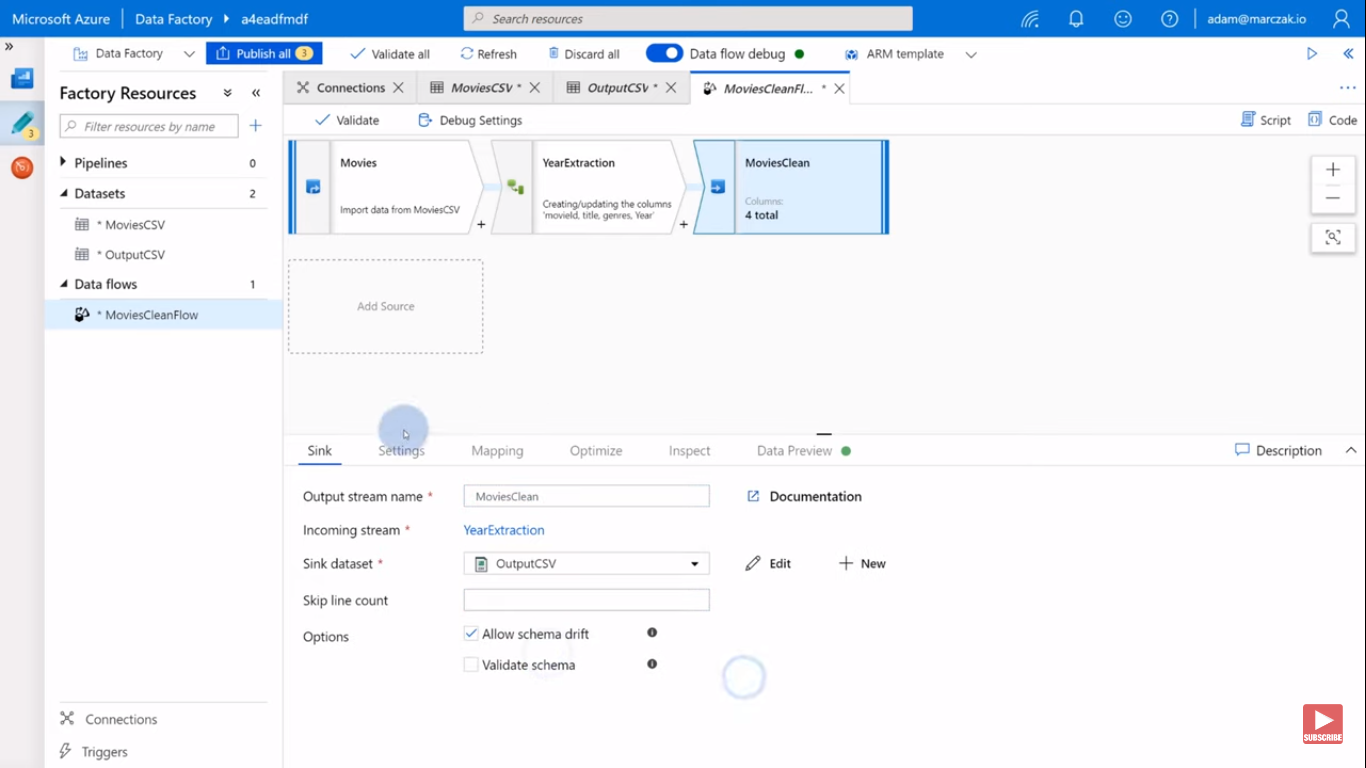 Microsoft Azure
Data Factory
a4eadfmdf
Search resources
adam@marczak.io
Data Factory
Publish all 3
Validate all
Refresh
Discard all
Data flow debug
ARM template
Factory Resources
Filter resources by name
Pipelines 0
Datasets 2
* MoviesCSV
* OutputCSV
Data flows 1
* MoviesCleanFlow
Connections
Triggers
3
Connections
MoviesCSV *
OutputCSV *
MoviesCleanFl... *
Validate
Debug Settings
Script
Code
Movies
Import data from MoviesCSV
YearExtraction
Creating/updating the columns
'movieId, title, genres, Year'
MoviesClean
Columns:
4 total
Add Source
Sink
Settings
Mapping
Optimize
Inspect
Data Preview
Description
Output stream name *
MoviesClean
Documentation
Incoming stream *
YearExtraction
Sink dataset *
OutputCSV
Edit
New
Skip line count
Options
Allow schema drift
Validate schema
SUBSCRIBE